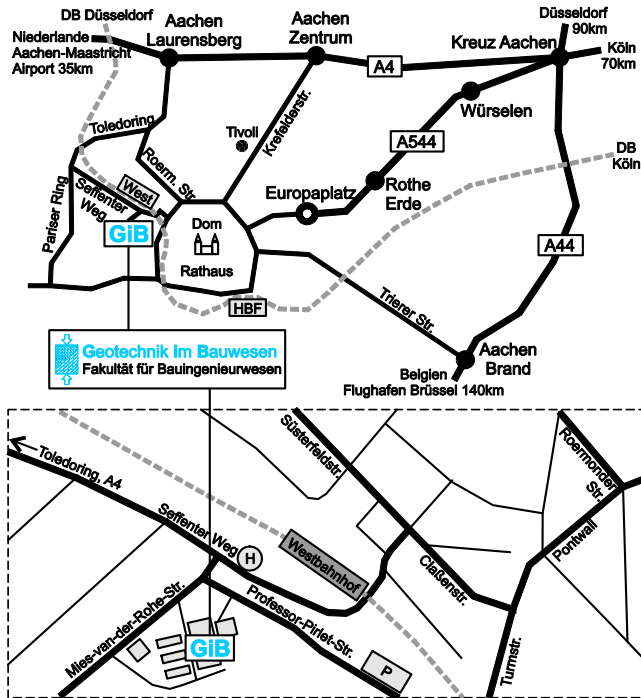 DB Düsseldorf
Niederlande
Aachen-Maastricht
Airport 35km
Aachen
Laurensberg
Aachen
Zentrum
Düsseldorf
90km
Kreuz Aachen
Köln
70km
A4
Toledoring
Roerm. Str.
Tivoli
Krefelderstr.
Würselen
A544
DB
Köln
Pariser Ring
Seffenter
Weg
West
Europaplatz
Rothe
Erde
GiB
Dom
Rathaus
A44
HBF
Trierer Str.
Aachen
Brand
Belgien
Flughafen Brüssel 140km
Geotechnik im Bauwesen
Fakultät für Bauingenieurwesen
Toledoring, A4
Süsterfeldstr.
Roermonder
Str.
Seffenter Weg
H
Westbahnhof
Pontwall
Claßenstr.
Mies-van-der-Rohe-Str.
Professor-Pirlet-Str.
GiB
P
Turmstr.